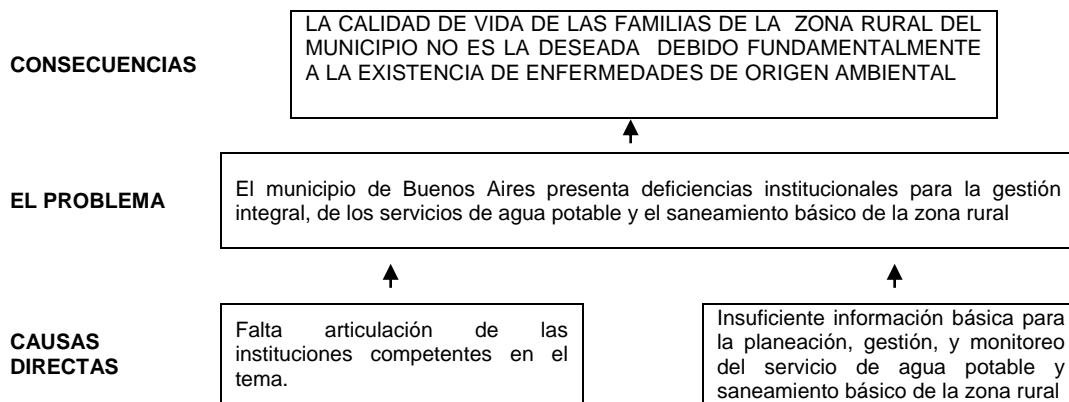 CONSECUENCIAS
LA CALIDAD DE VIDA DE LAS FAMILIAS DE LA ZONA RURAL DEL
MUNICIPIO NO ES LA DESEADA DEBIDO FUNDAMENTALMENTE
A LA EXISTENCIA DE ENFERMEDADES DE ORIGEN AMBIENTAL
EL PROBLEMA
El municipio de Buenos Aires presenta deficiencias institucionales para la gestión
integral, de los servicios de agua potable y el saneamiento básico de la zona rural
CAUSAS
DIRECTAS
Falta articulación de las
instituciones competentes en el
tema.
Insuficiente información básica para
la planeación, gestión, y monitoreo
del servicio de agua potable y
saneamiento básico de la zona rural